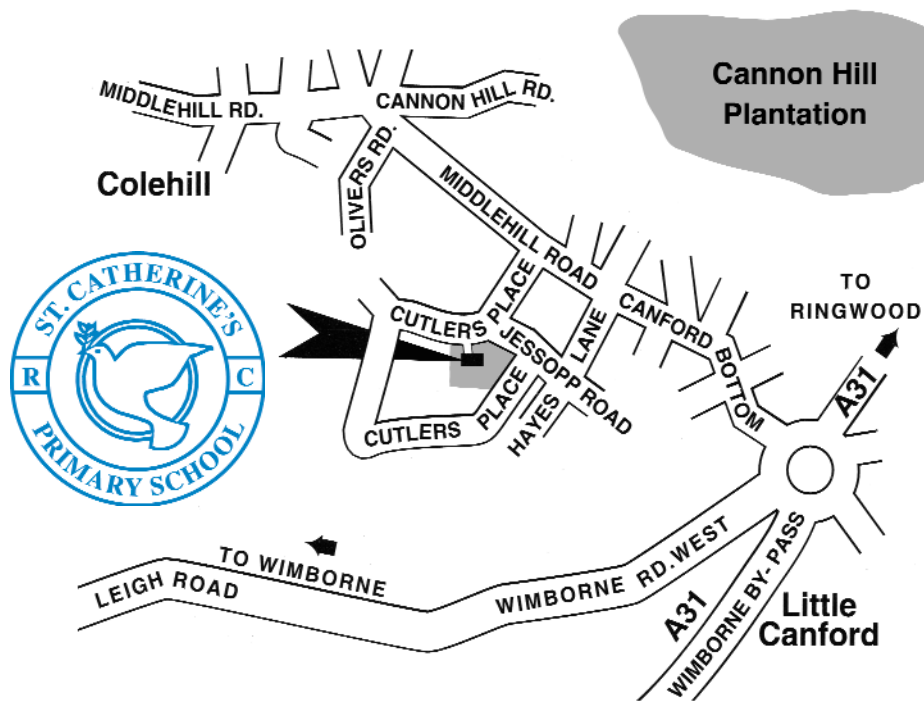 Cannon Hill
Plantation
MIDDLEHILL RD.
CANNON HILL RD.
Colehill
OLIVERS RD.
MIDDLEHILL ROAD
ST. CATHERINE'S
R C
PRIMARY SCHOOL
CUTLERS PLACE
JESSOPP ROAD
HAYES LANE
CANFORD BOTTOM
TO
RINGWOOD
A31
CUTLERS PLACE
TO WIMBORNE
LEIGH ROAD
WIMBORNE RD. WEST
A31
WIMBORNE BY-PASS
Little
Canford